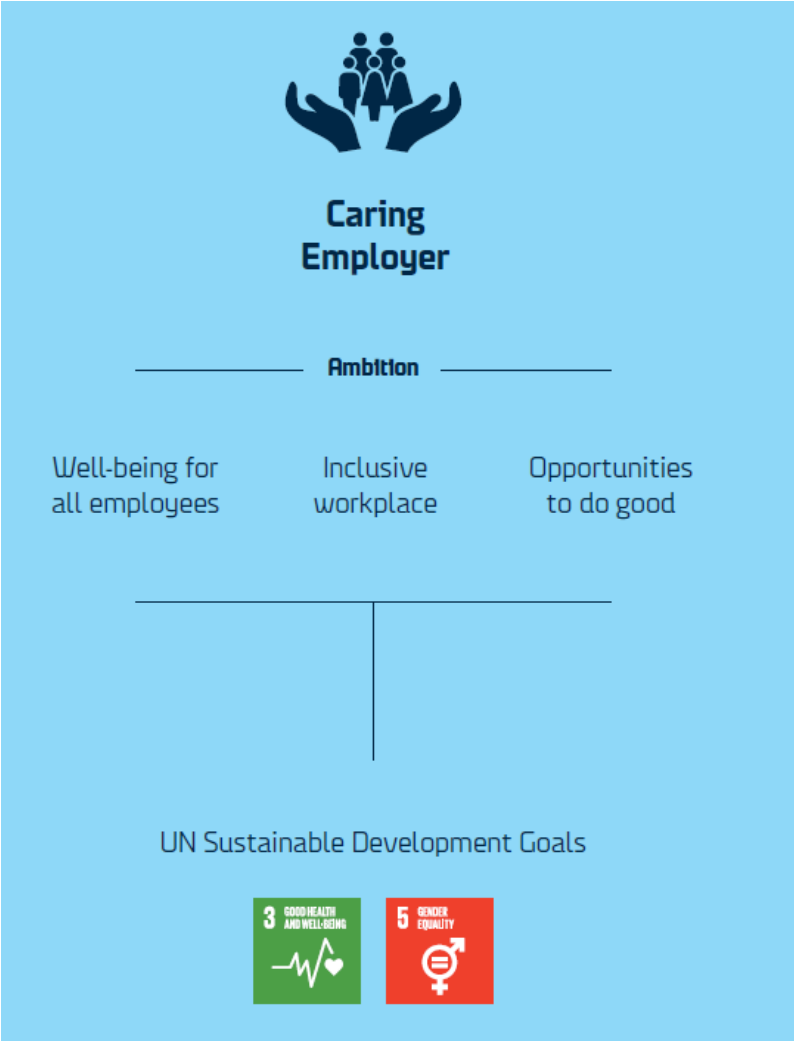 Caring
Employer
Ambition
Well-being for
all employees
Inclusive
workplace
Opportunities
to do good
UN Sustainable Development Goals
3 GOOD HEALTH
AND WELL-BEING
5 GENDER
EQUALITY